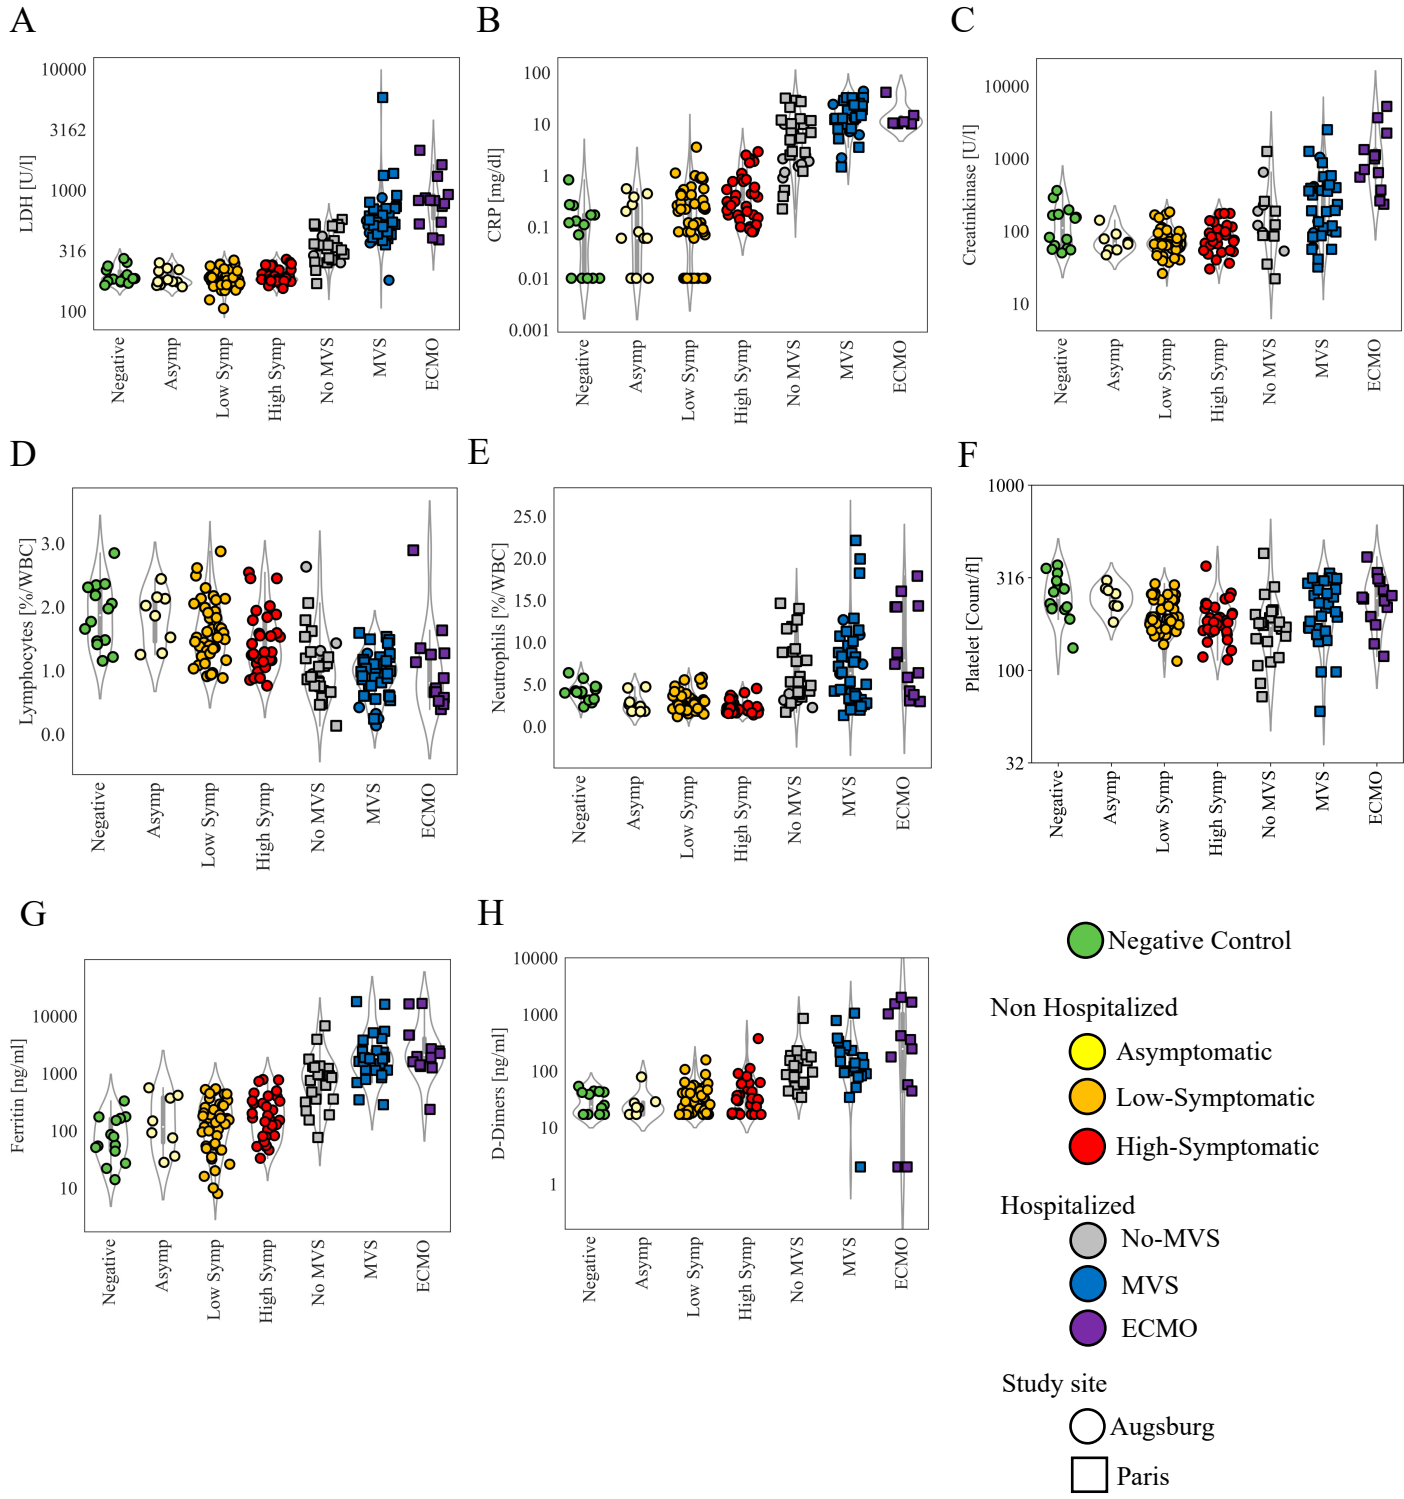 A
LDH [U/l]
10000
3162
1000
316
100
Negative
Asymp
Low Symp
High Symp
No MVS
MVS
ECMO
B
CRP [mg/dl]
100
10
1
0.1
0.01
0.001
Negative
Asymp
Low Symp
High Symp
No MVS
MVS
ECMO
C
Creatinkinase [U/l]
10000
1000
100
10
Negative
Asymp
Low Symp
High Symp
No MVS
MVS
ECMO
D
Lymphocytes [%/WBC]
3.0
2.0
1.0
0.0
Negative
Asymp
Low Symp
High Symp
No MVS
MVS
ECMO
E
Neutrophils [%/WBC]
25.0
20.0
15.0
10.0
5.0
0.0
Negative
Asymp
Low Symp
High Symp
No MVS
MVS
ECMO
F
Platelet [Count/fl]
1000
316
100
32
Negative
Asymp
Low Symp
High Symp
No MVS
MVS
ECMO
G
Ferritin [ng/ml]
10000
1000
100
10
Negative
Asymp
Low Symp
High Symp
No MVS
MVS
ECMO
H
D-Dimers [ng/ml]
10000
1000
100
10
1
Negative
Asymp
Low Symp
High Symp
No MVS
MVS
ECMO
Negative Control
Non Hospitalized
Asymptomatic
Low-Symptomatic
High-Symptomatic
Hospitalized
No-MVS
MVS
ECMO
Study site
Augsburg
Paris